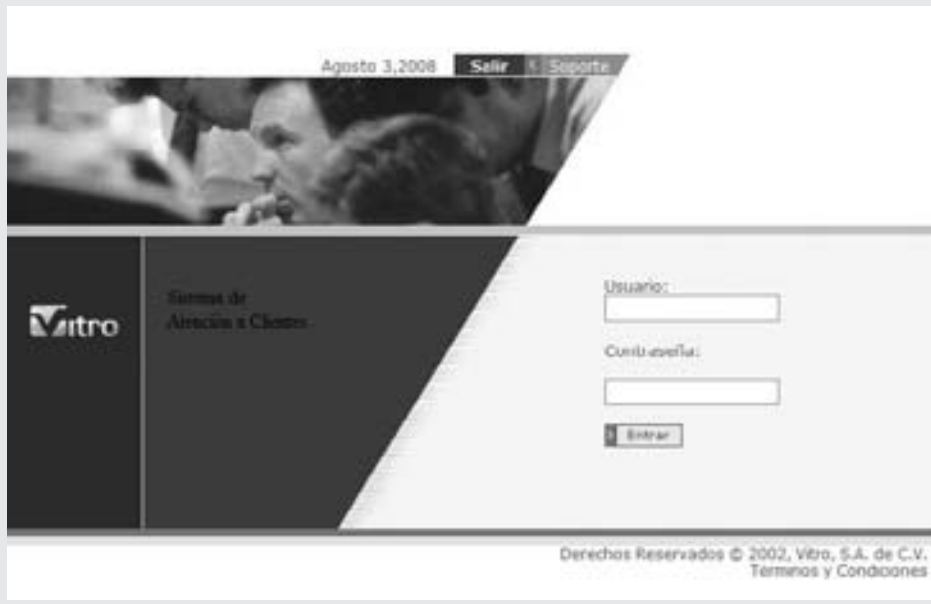 Agosto 3,2008 Salir Soporte
Vitro
Sistema de
Atención a Clientes
Usuario:
Contraseña:
Entrar
Derechos Reservados © 2002, Vitro, S.A. de C.V.
Terminos y Condiciones